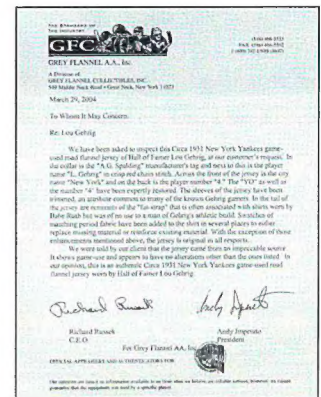 THE STANDARD OF
THE INDUSTRY
GFC
GREY FLANNEL A.A., Inc.
A Division of:
GREY FLANNEL COLLECTIBLES, INC.
Great Neck, New York
March 29, 2004
To Whom It May Concern:
Re: Lou Gehrig
We have been asked to inspect this Circa 1931 New York Yankees game-
used road flannel jersey of Hall of Famer Lou Gehrig, at our customer's request. In
the collar is the "A.G. Spalding" manufacturer's tag and next to this is the player
name "L. Gehrig" in crisp red chain stitch. Across the front of the jersey is the city
name "New York" and on the back is the player number "4." The "YO" as well as
the number "4" have been expertly restored. The sleeves of the jersey have been
trimmed, an attribute common to many of the known Gehrig gamers. In the tail of
the jersey are remnants of the that is often associated with shirts worn by
Babe Ruth but was of no use to a man of Gehrig's athletic build. Swatches of
matching period fabric have been added to the shirt in several places to either
replace missing material or reinforce existing material. With the exception of those
enhancements mentioned above, the jersey is original in all respects.
We were told by our client that the jersey came from an impeccable source
It shows game-use and appears to have no alterations other than the ones listed. In
our opinion, this is an authentic Circa 1931 New York Yankees game-used road
flannel jersey worn by Hall of Famer Lou Gehrig.
Richard Russek Andy Imperato
C.E.O. President
For Grey Flannel A.A., Inc.
OFFICIAL APPRAISERS AND AUTHENTICATORS FOR